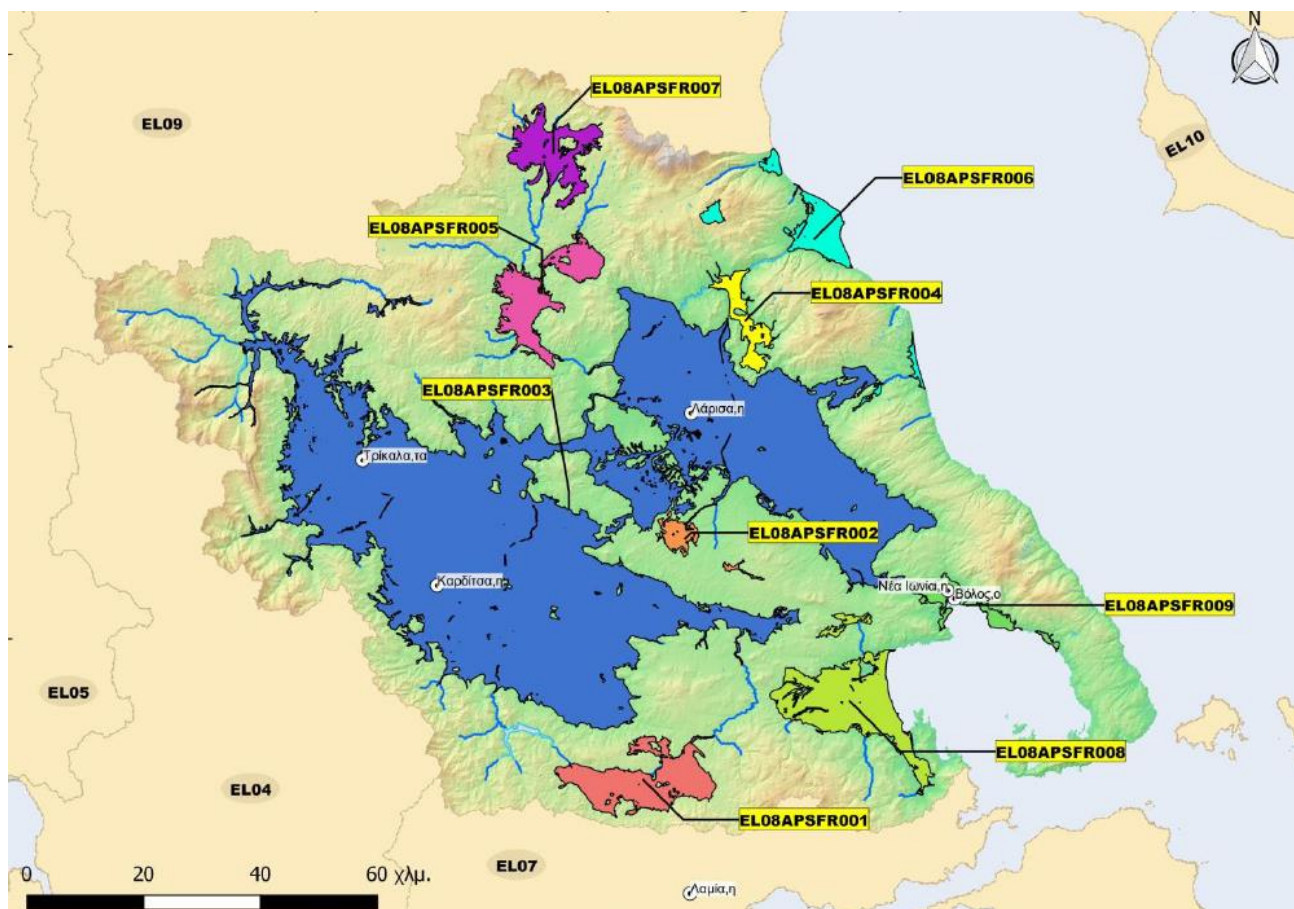 N
EL08APSFR007
EL09
EL10
EL08APSFR006
EL08APSFR005
EL08APSFR004
EL08APSFR003
Λάρισα,η
Τρίκαλα,τα
EL08APSFR002
Καρδίτσα,η
Νέα Ιωνία,η
Βόλος,ο
EL08APSFR009
EL05
EL08APSFR008
EL04
EL08APSFR001
EL07
0 20 40 60 χλμ.
Λαμία,η